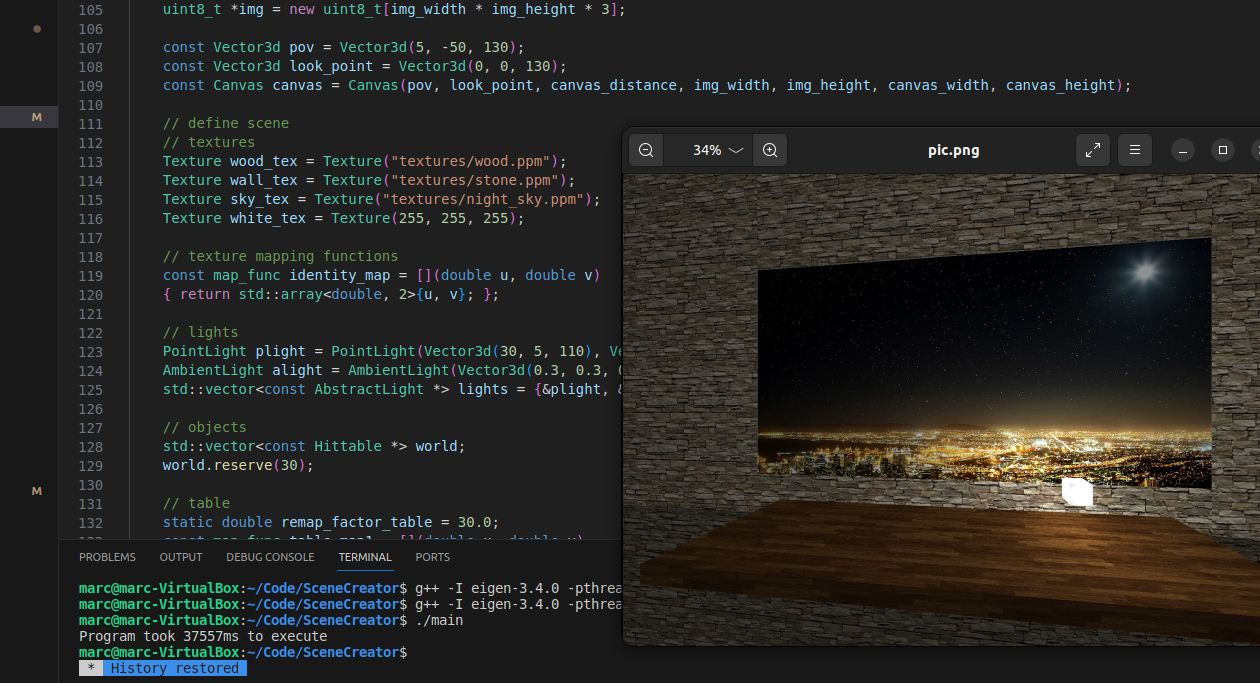 105 uint8_t *img = new uint8_t[img_width * img_height * 3];
106
107 const Vector3d pov = Vector3d(5, -50, 130);
M
108 const Vector3d look_point = Vector3d(0, 0, 130);
109 const Canvas canvas = Canvas(pov, look_point, canvas_distance, img_width, img_height, canvas_width, canvas_height);
110
111 // define scene
112 // textures
113 Texture wood_tex = Texture("textures/wood.ppm");
114 Texture wall_tex = Texture("textures/stone.ppm");
115 Texture sky_tex = Texture("textures/night_sky.ppm");
116 Texture white_tex = Texture(255, 255, 255);
117
118 // texture mapping functions
119 const map_func identity_map = [](double u, double v)
120 { return std::array<double, 2>{u, v}; };
121
122 // lights
123 PointLight plight = PointLight(Vector3d(30, 5, 110), Ve
124 AmbientLight alight = AmbientLight(Vector3d(0.3, 0.3,
125 std::vector<const AbstractLight *> lights = {&plight,
126
127 // objects
128 std::vector<const Hittable *> world;
129 world.reserve(30);
130
M
131 // table
132 static double remap_factor_table = 30.0;
34%
pic.png
PROBLEMS OUTPUT DEBUG CONSOLE TERMINAL PORTS
marc@marc-VirtualBox:~/Code/SceneCreator$ g++ -I eigen-3.4.0 -pthrea
marc@marc-VirtualBox:~/Code/SceneCreator$ g++ -I eigen-3.4.0 -pthrea
marc@marc-VirtualBox:~/Code/SceneCreator$ ./main
Program took 37557ms to execute
marc@marc-VirtualBox:~/Code/SceneCreator$
* History restored